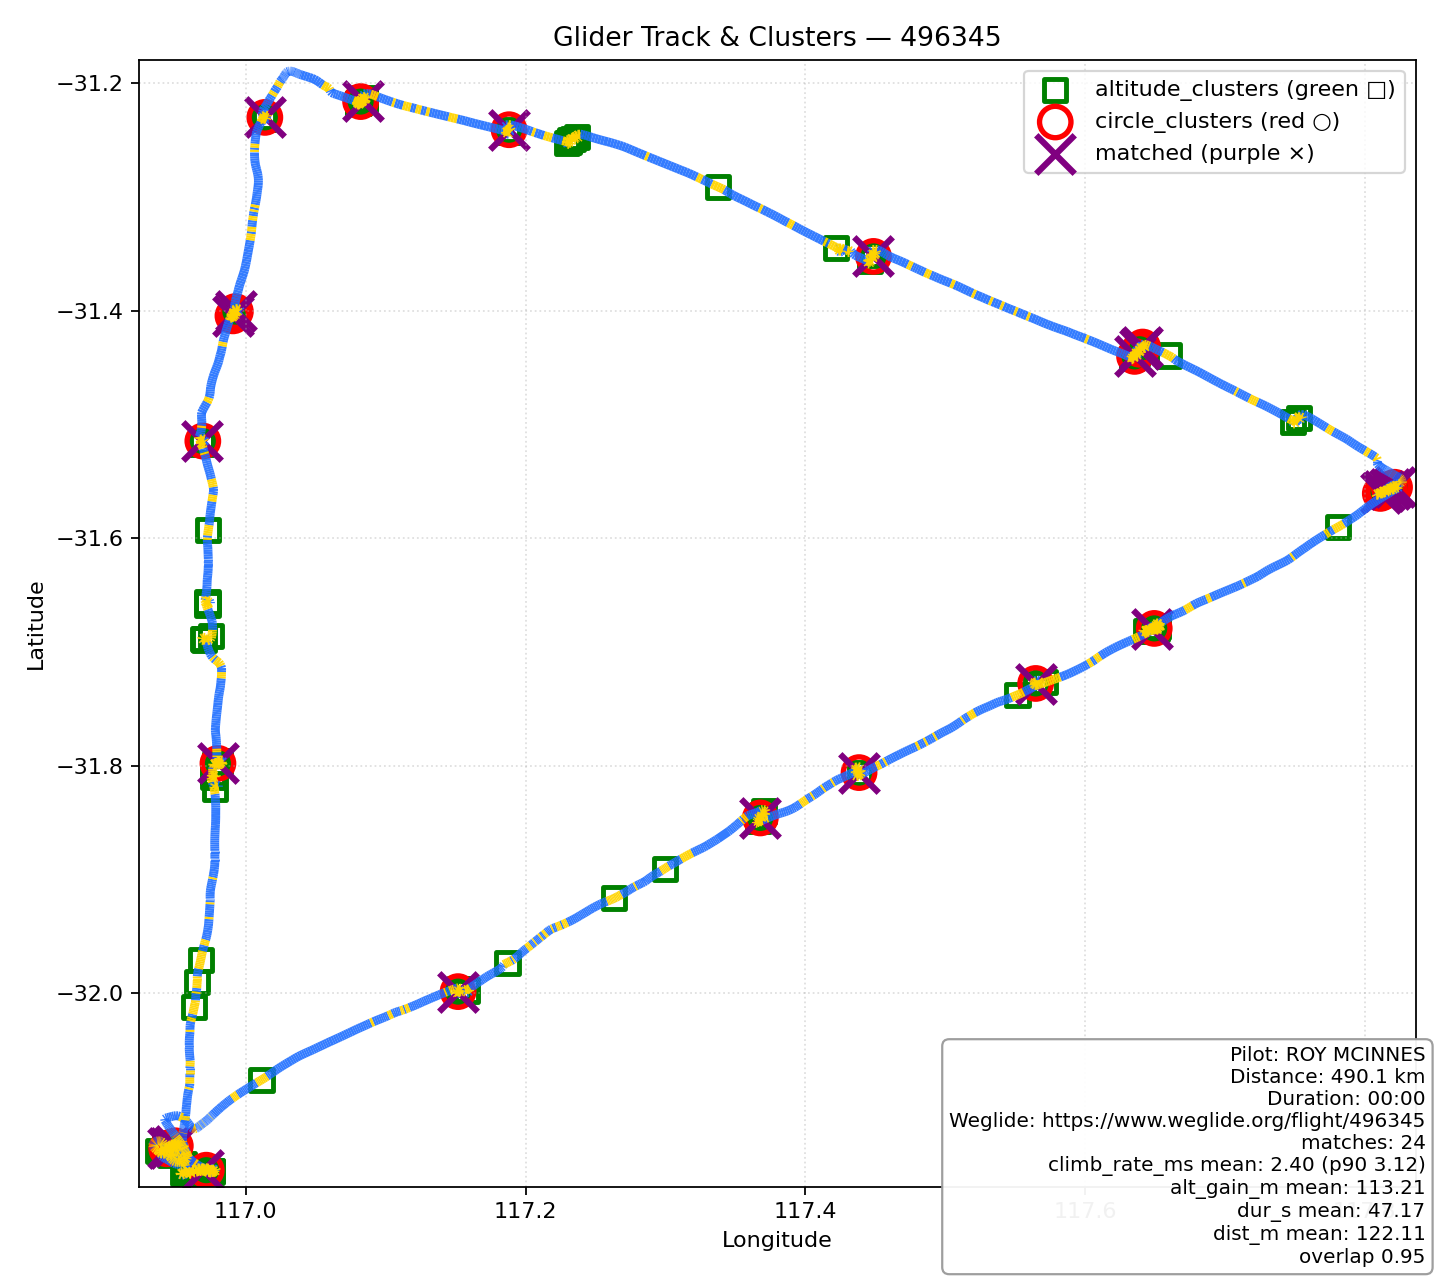 Glider Track & Clusters — 496345
altitude_clusters (green □)
circle_clusters (red ○)
matched (purple ×)
Latitude
−31.2
−31.4
−31.6
−31.8
−32.0
117.0
117.2
117.4
117.6
Longitude
Pilot: ROY MCINNES
Distance: 490.1 km
Duration: 00:00
Weglide: https://www.weglide.org/flight/496345
matches: 24
climb_rate_ms mean: 2.40 (p90 3.12)
alt_gain_m mean: 113.21
dur_s mean: 47.17
dist_m mean: 122.11
overlap 0.95